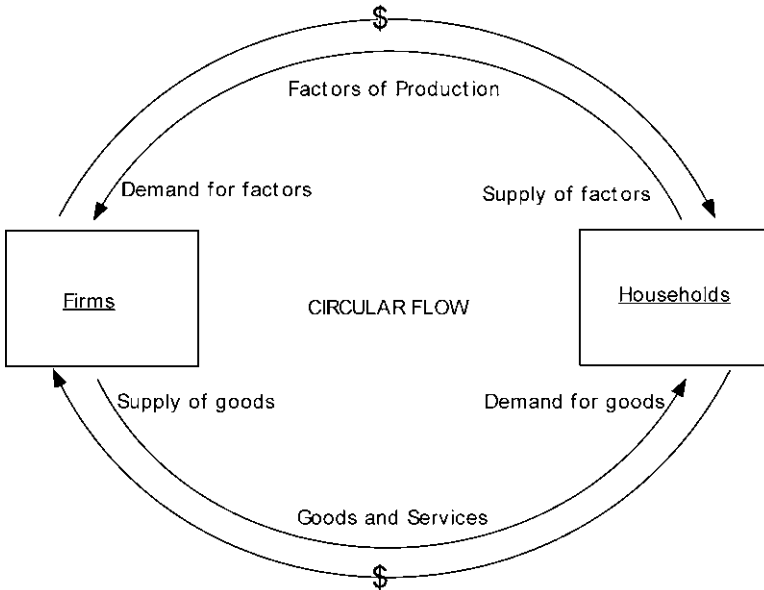 $
Factors of Production
Demand for factors
Supply of factors
Firms
CIRCULAR FLOW
Households
Supply of goods
Demand for goods
Goods and Services
$